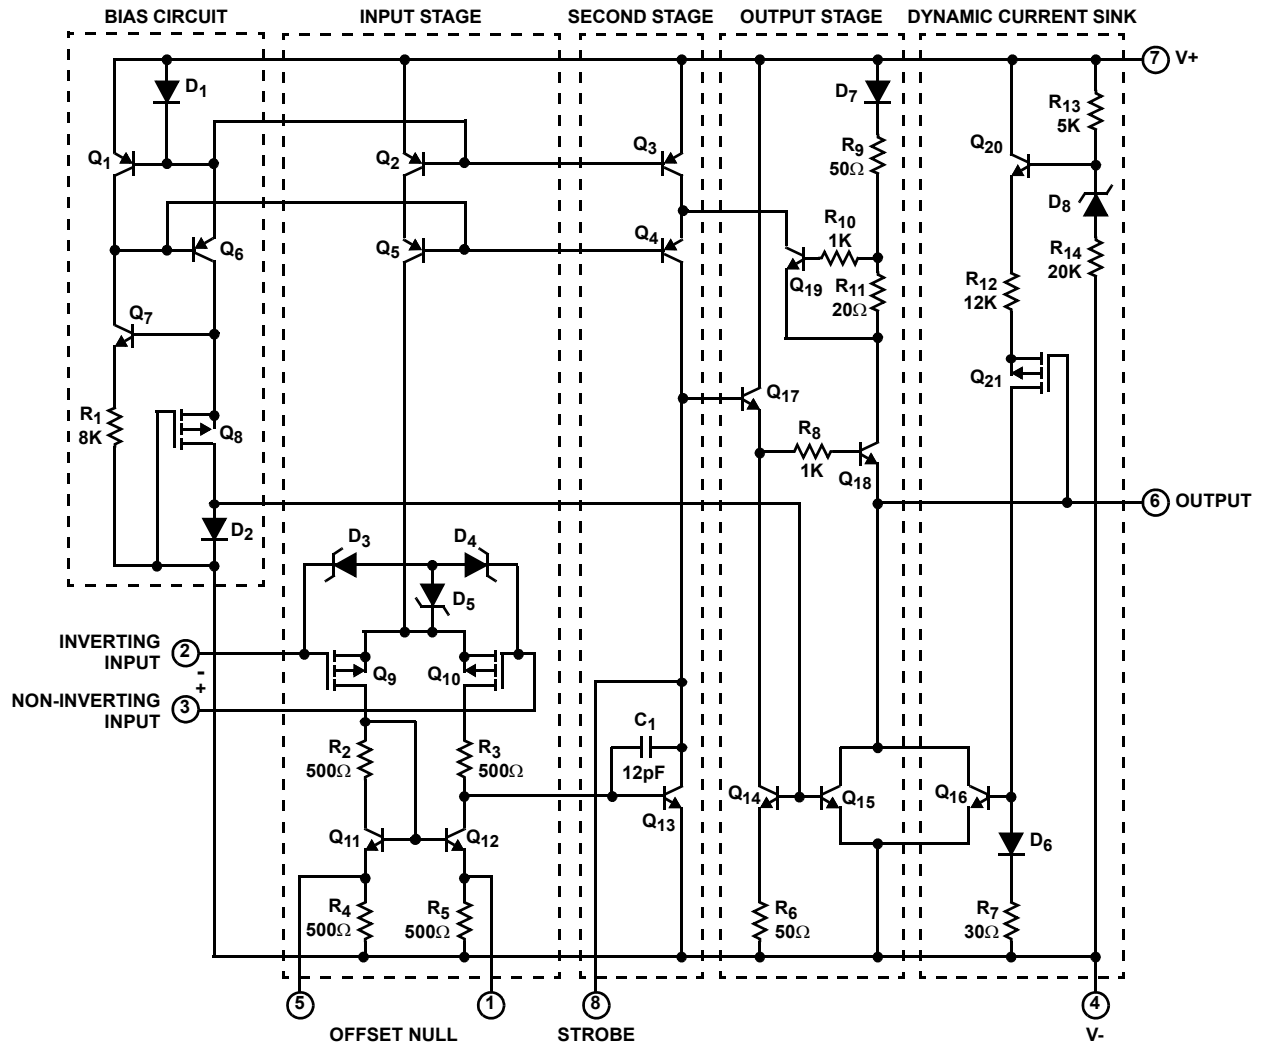 BIAS CIRCUIT
INPUT STAGE
SECOND STAGE
OUTPUT STAGE
DYNAMIC CURRENT SINK
7 V+
D1
D7
R13
5K
Q1
Q2
Q3
R9
50Ω
Q20
D8
Q6
Q5
Q4
R10
1K
R14
20K
Q19
R11
20Ω
R12
12K
Q7
Q21
Q17
R1
8K
Q8
R8
1K
Q18
6 OUTPUT
D2
D3
D4
D5
INVERTING
INPUT
2
-
+
NON-INVERTING
INPUT
3
Q9
Q10
R2
500Ω
R3
500Ω
C1
12pF
Q13
Q14
Q15
Q16
Q11
Q12
D6
R4
500Ω
R5
500Ω
R6
50Ω
R7
30Ω
5
1
8
4
OFFSET NULL
STROBE
V-